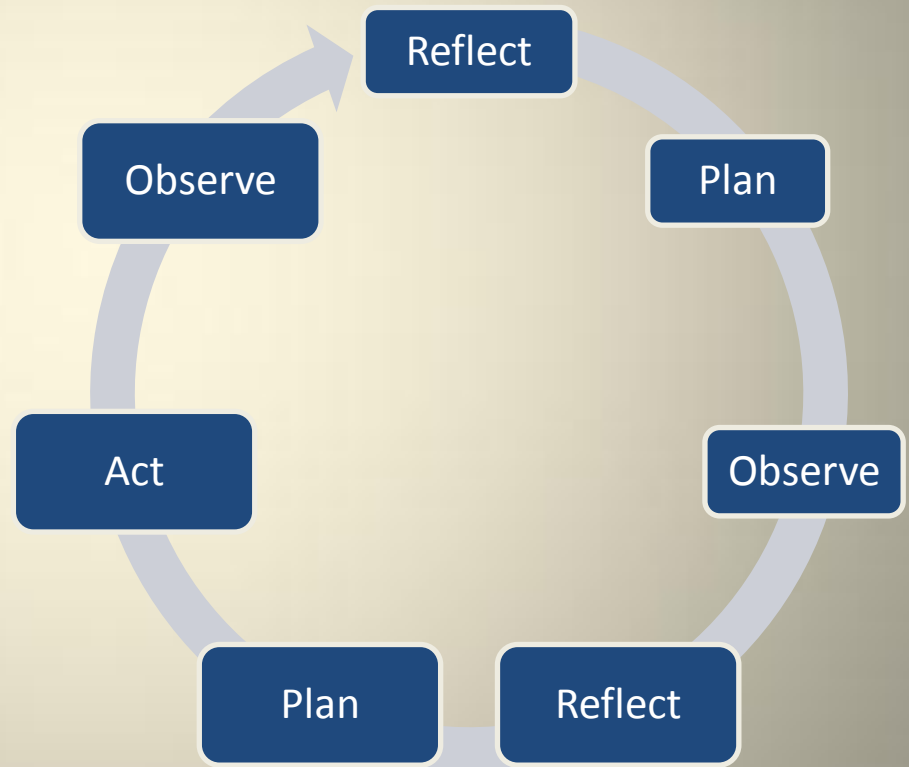 Reflect
Plan
Observe
Reflect
Plan
Act
Observe